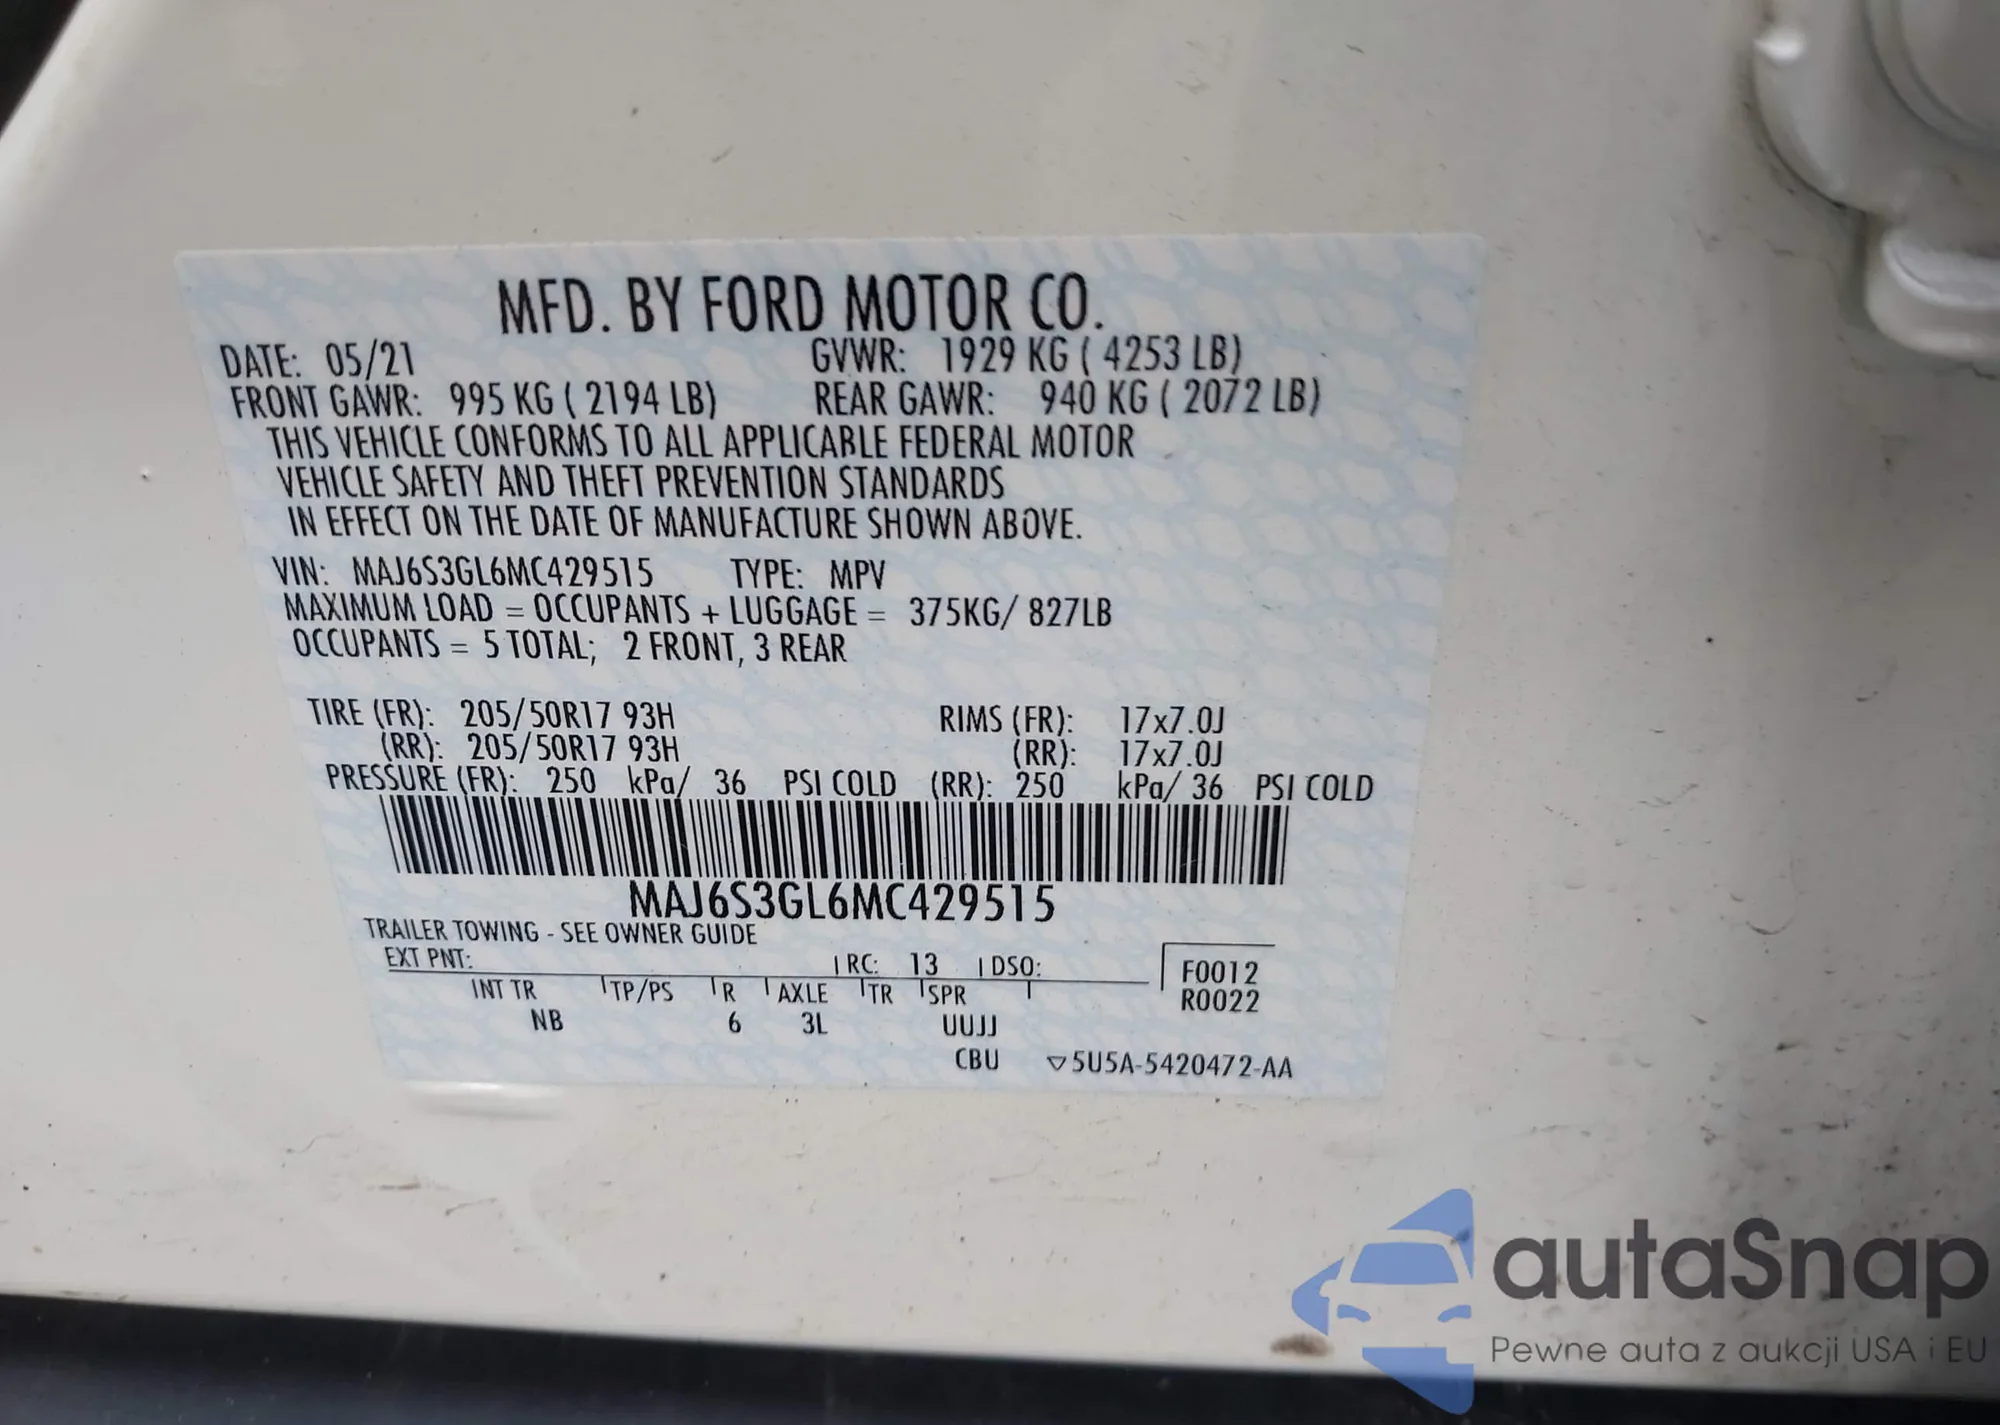 MFD. BY FORD MOTOR CO.
DATE: 05/21 GVWR: 1929 KG ( 4253 LB)
FRONT GAWR: 995 KG ( 2194 LB) REAR GAWR: 940 KG ( 2072 LB)
THIS VEHICLE CONFORMS TO ALL APPLICABLE FEDERAL MOTOR
VEHICLE SAFETY AND THEFT PREVENTION STANDARDS
IN EFFECT ON THE DATE OF MANUFACTURE SHOWN ABOVE.
VIN: MAJ6S3GL6MC429515 TYPE: MPV
MAXIMUM LOAD = OCCUPANTS + LUGGAGE = 375KG/ 827LB
OCCUPANTS = 5 TOTAL; 2 FRONT, 3 REAR
TIRE (FR): 205/50R17 93H RIMS (FR): 17x7.0J
(RR): 205/50R17 93H (RR): 17x7.0J
PRESSURE (FR): 250 kPa/ 36 PSI COLD (RR): 250 kPa/ 36 PSI COLD
MAJ6S3GL6MC429515
TRAILER TOWING - SEE OWNER GUIDE
EXT PNT: RC: 13 DSO: F0012
INT TR TP/PS R AXLE TR SPR R0022
NB 6 3L UUJJ
CBU 5U5A-5420472-AA
autaSnap
Pewne auta z aukcji USA i EU